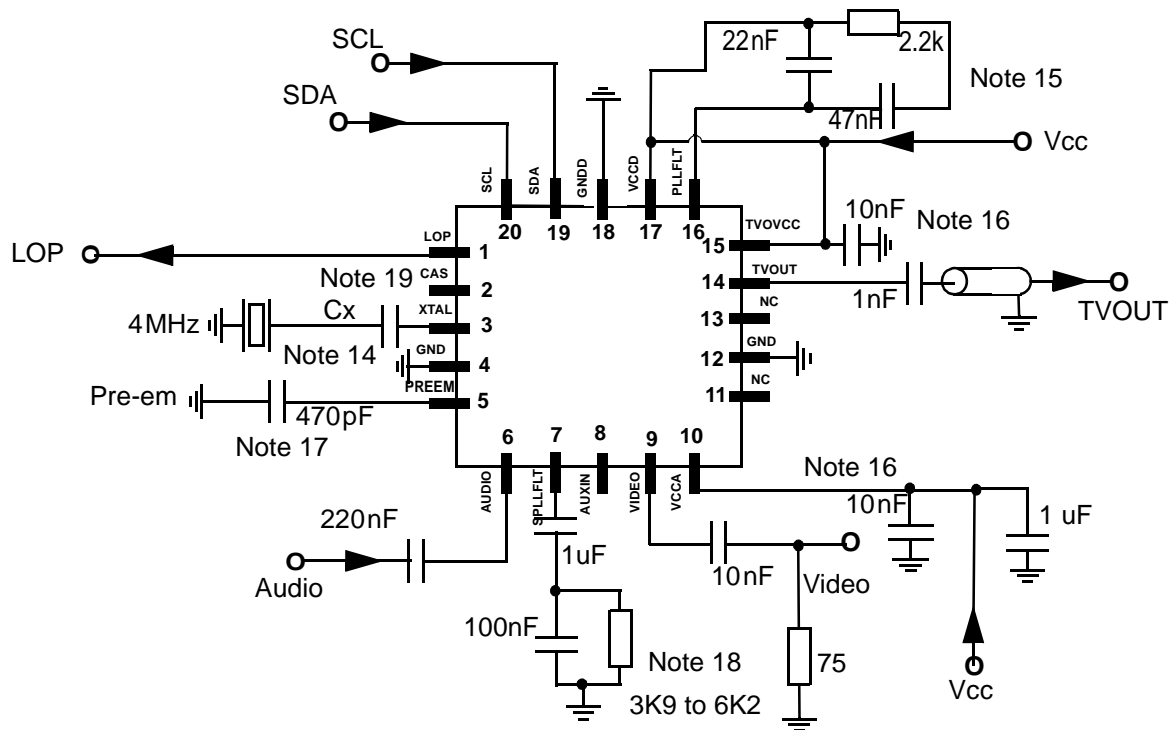 SCL
SDA
22nF
2.2k
Note 15
47nF
Vcc
SCL
SDA
GNDD
VCCD
PLLFLT
20
19
18
17
16
LOP
LOP
1
Note 19
CAS
2
4MHz
Cx
XTAL
3
Note 14
GND
4
Pre-em
PREEM
5
470pF
Note 17
TVOVCC
15
10nF
Note 16
TVOUT
14
1nF
TVOUT
NC
13
GND
12
NC
11
6
7
8
9
10
AUDIO
SPLLFLT
AUXIN
VIDEO
VCCA
Note 16
10nF
1 uF
220nF
Audio
1uF
10nF
Video
100nF
Note 18
3K9 to 6K2
75
Vcc